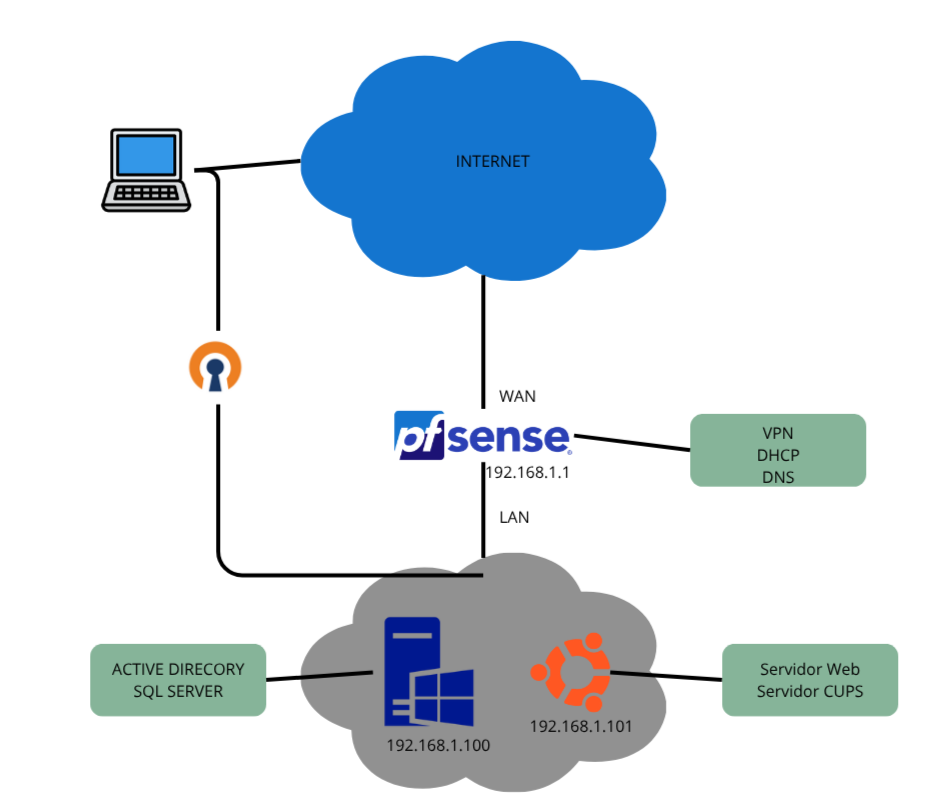 INTERNET
WAN
pfsense
192.168.1.1
VPN
DHCP
DNS
LAN
ACTIVE DIRECORY
SQL SERVER
192.168.1.100
192.168.1.101
Servidor Web
Servidor CUPS